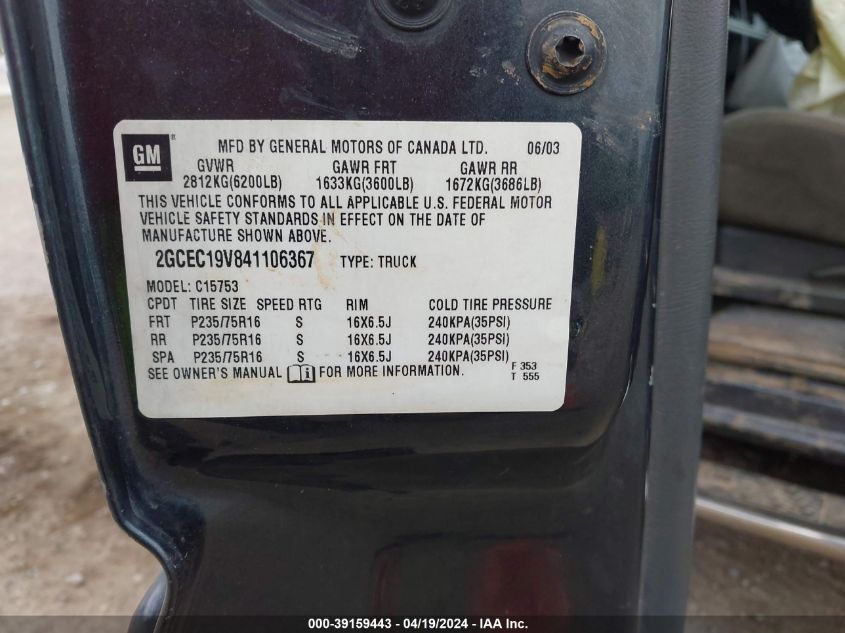 GM ®
MFD BY GENERAL MOTORS OF CANADA LTD. 06/03
GVWR GAWR FRT GAWR RR
2812KG(6200LB) 1633KG(3600LB) 1672KG(3686LB)
THIS VEHICLE CONFORMS TO ALL APPLICABLE U.S. FEDERAL MOTOR
VEHICLE SAFETY STANDARDS IN EFFECT ON THE DATE OF
MANUFACTURE SHOWN ABOVE.
2GCEC19V841106367 TYPE: TRUCK
MODEL: C15753
CPDT TIRE SIZE SPEED RTG RIM COLD TIRE PRESSURE
FRT P235/75R16 S 16X6.5J 240KPA(35PSI)
RR P235/75R16 S 16X6.5J 240KPA(35PSI)
SPA P235/75R16 S 16X6.5J 240KPA(35PSI)
SEE OWNER'S MANUAL FOR MORE INFORMATION.
F 353
T 555
000-39159443 - 04/19/2024 - IAA Inc.